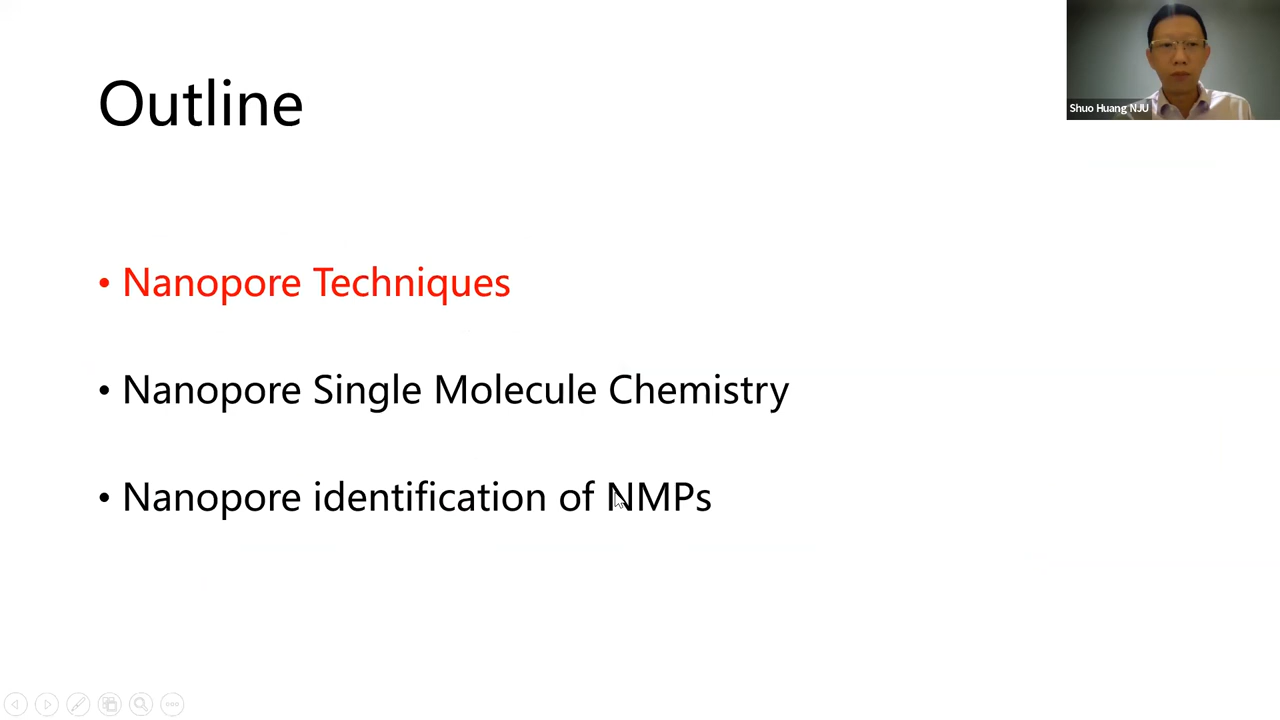 Outline
Shuo Huang NJU
• Nanopore Techniques
• Nanopore Single Molecule Chemistry
• Nanopore identification of NMPs